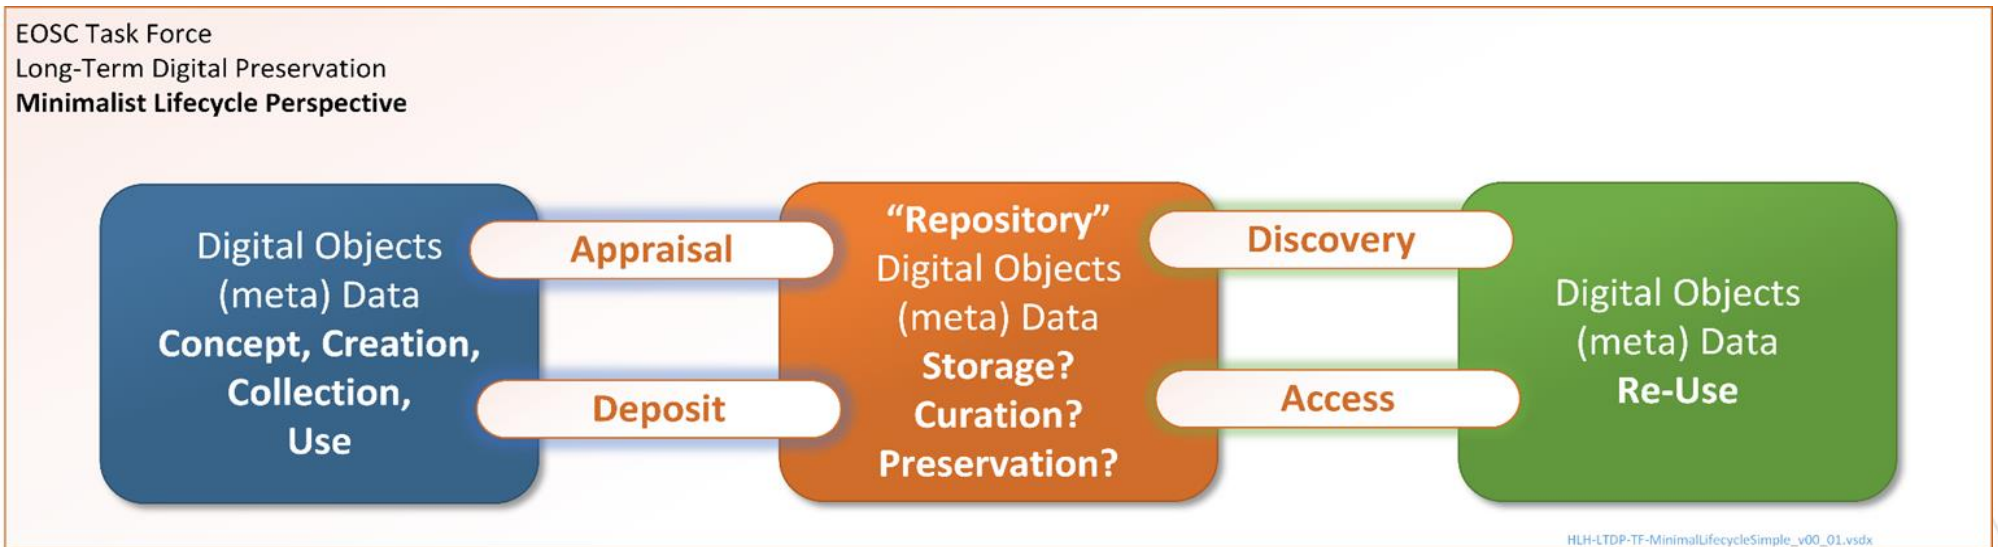 EOSC Task Force
Long-Term Digital Preservation
Minimalist Lifecycle Perspective
Digital Objects
(meta) Data
Concept, Creation,
Collection,
Use
Appraisal
Deposit
“Repository”
Digital Objects
(meta) Data
Storage?
Curation?
Preservation?
Discovery
Access
Digital Objects
(meta) Data
Re-Use
HLH-LTDP-TF-MinimalLifecycleSimple_v00_01.vsdx